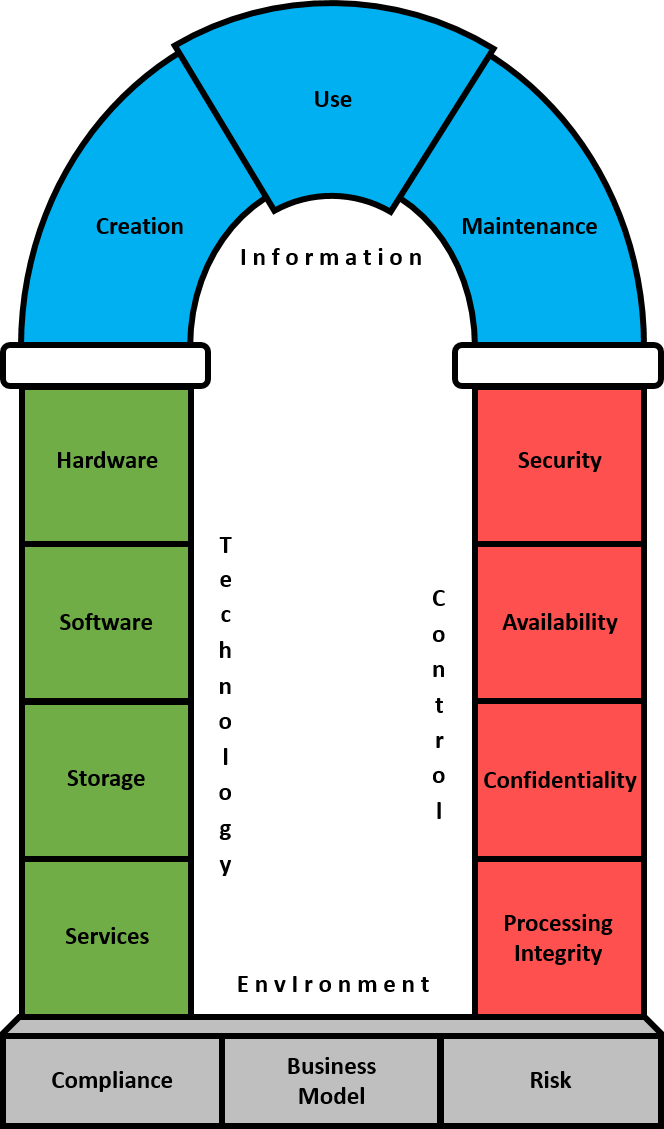 Use
Creation
Maintenance
Information
Hardware
Security
Technology
Control
Software
Availability
Storage
Confidentiality
Services
Processing
Integrity
EnvIronment
Compliance
Business
Model
Risk